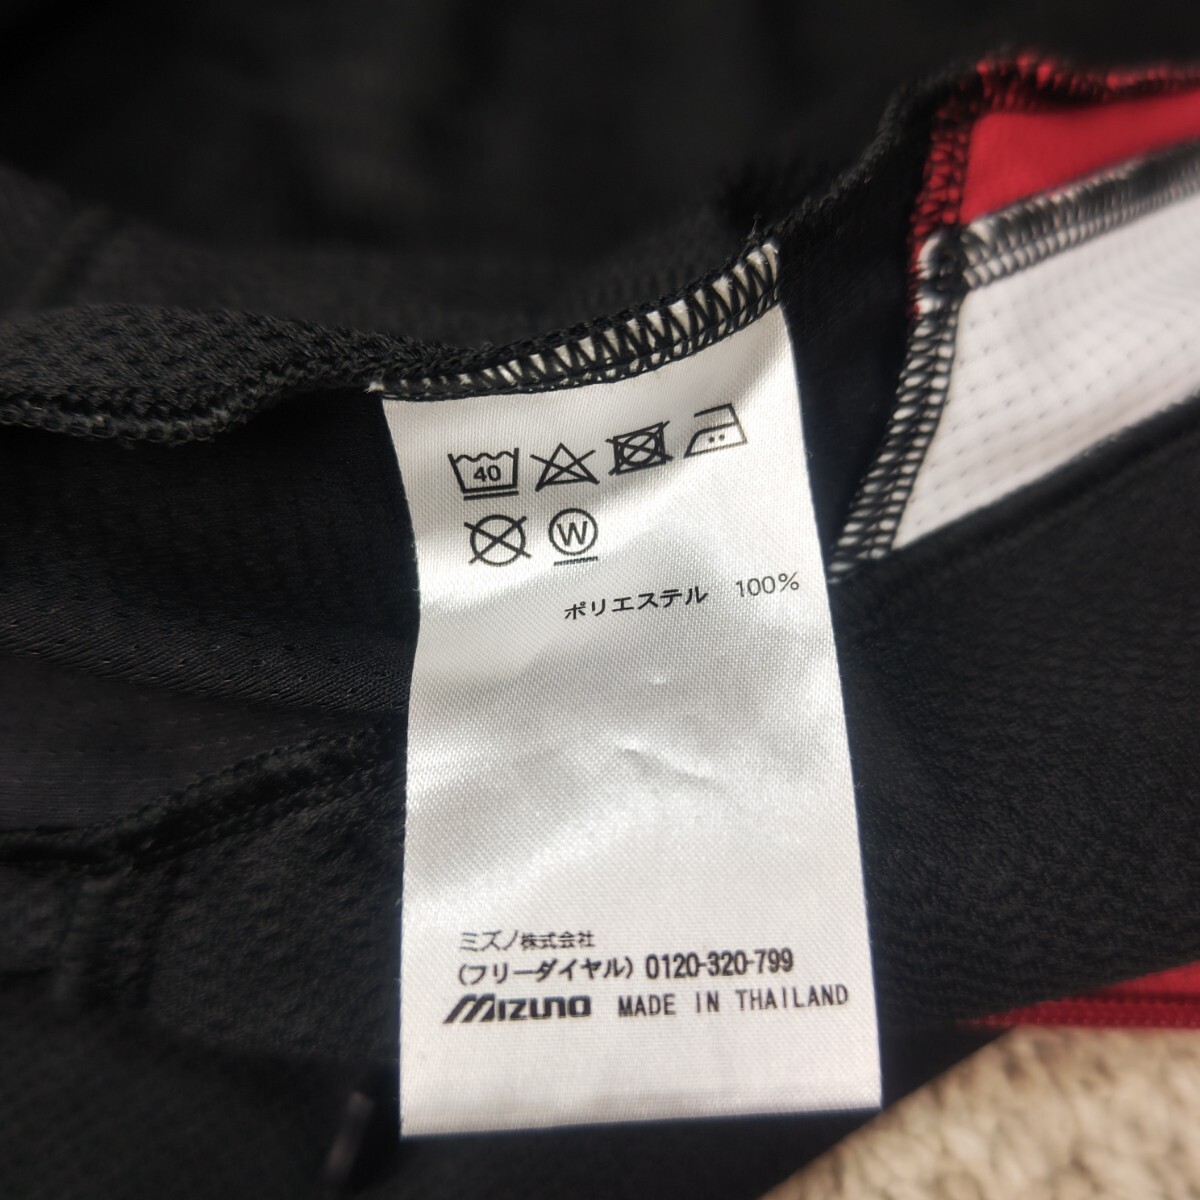 40
W
ポリエステル 100%
ミズノ株式会社
(フリーダイヤル) 0120-320-799
MIZUNO MADE IN THAILAND